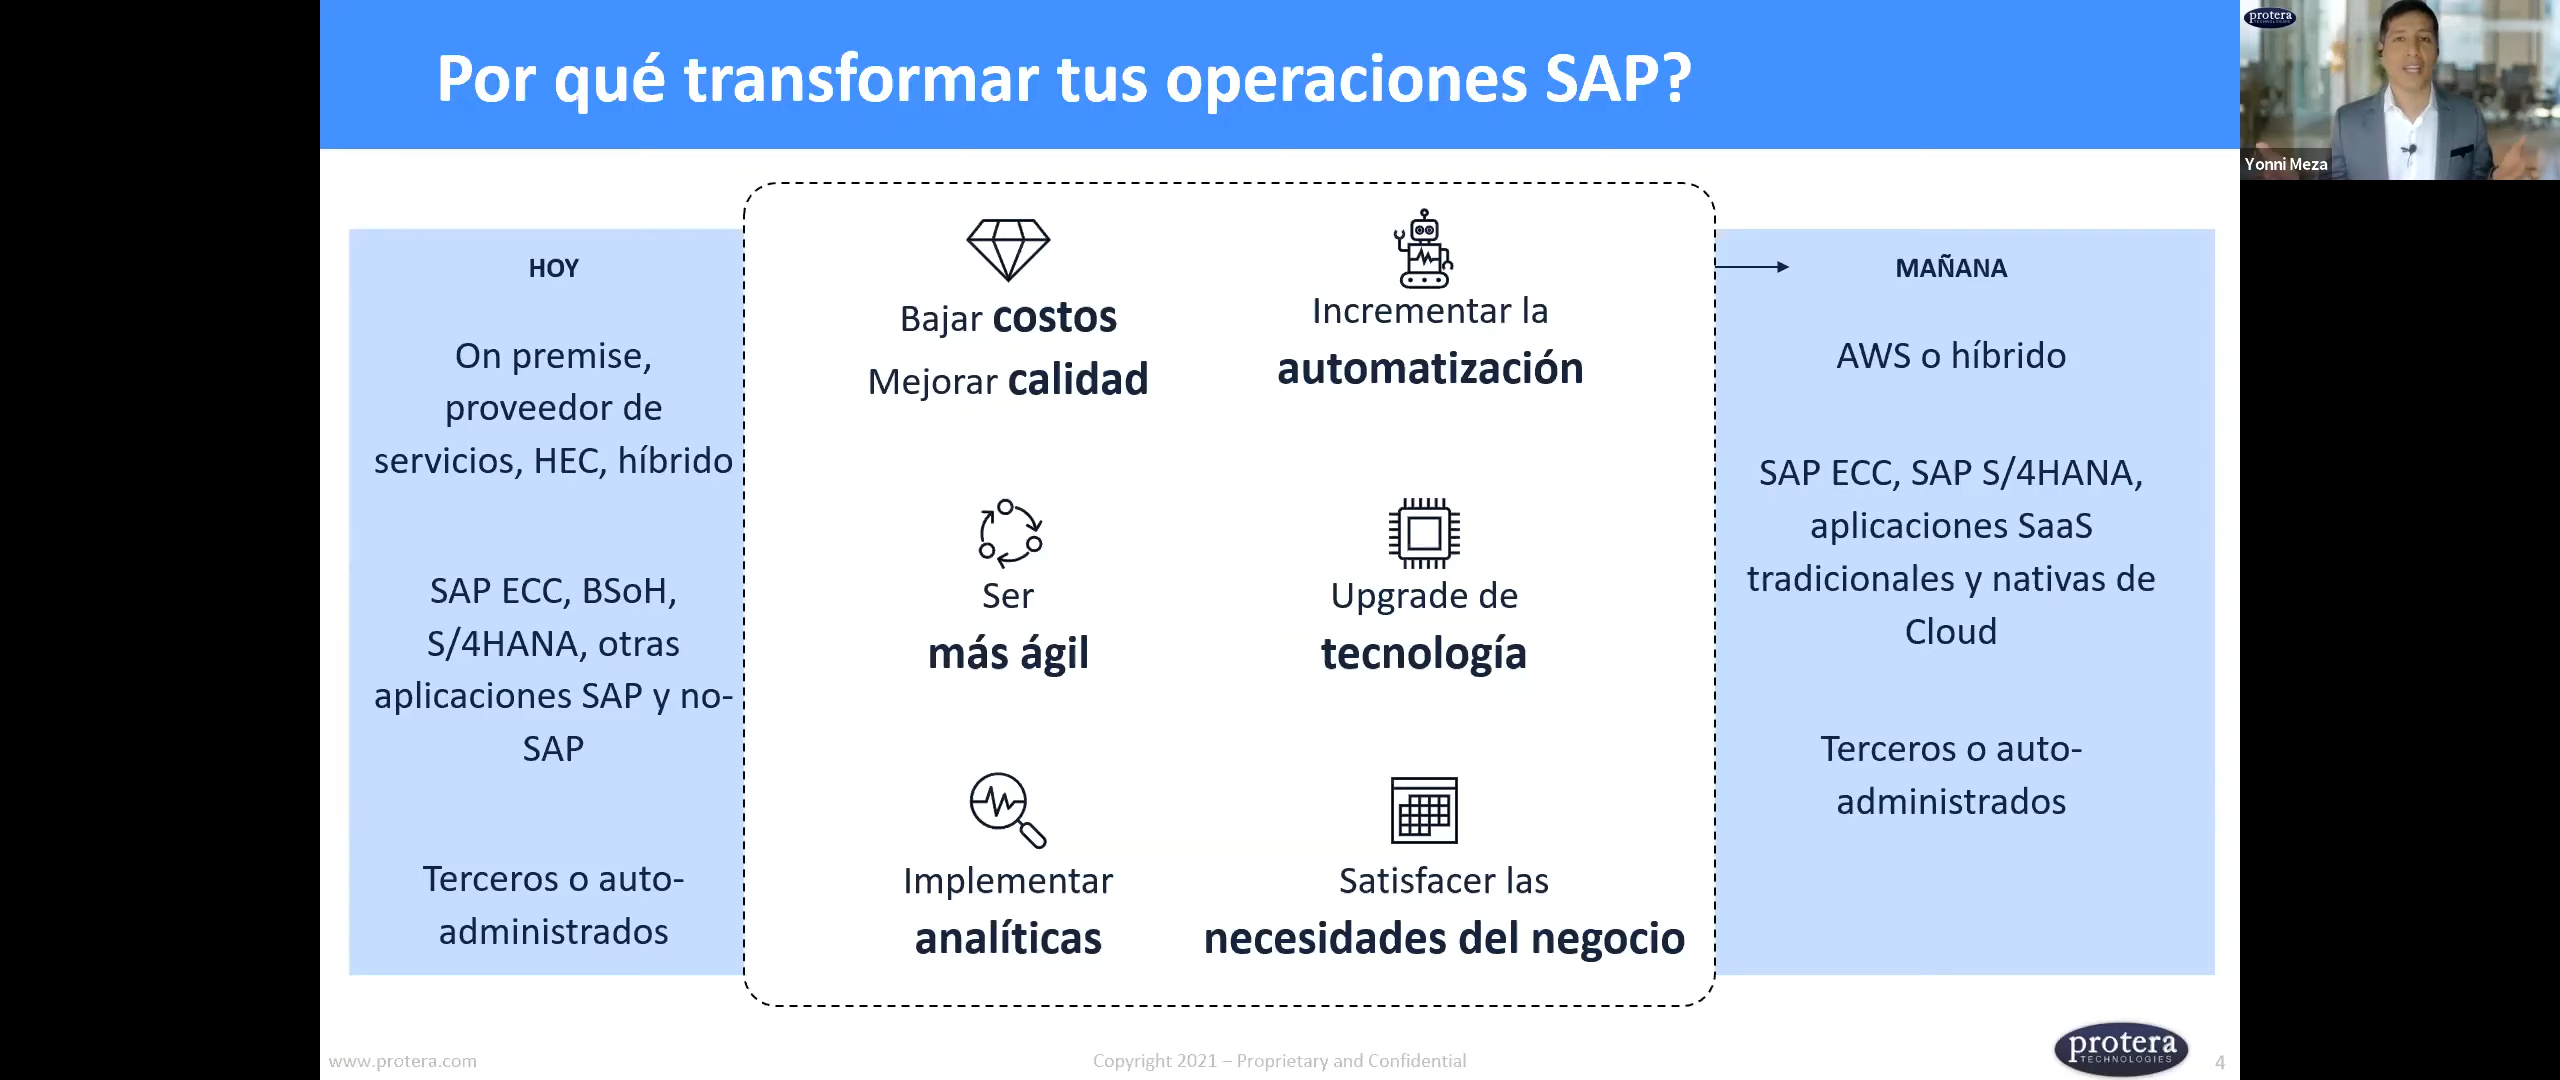 Por qué transformar tus operaciones SAP?
protera
TECHNOLOGIES
Yonni Meza
HOY
On premise,
proveedor de
servicios, HEC, híbrido
SAP ECC, BSoH,
S/4HANA, otras
aplicaciones SAP y no-
SAP
Terceros o auto-
administrados
Bajar costos
Mejorar calidad
Incrementar la
automatización
Ser
más ágil
Upgrade de
tecnología
Implementar
analíticas
Satisfacer las
necesidades del negocio
MAÑANA
AWS o híbrido
SAP ECC, SAP S/4HANA,
aplicaciones SaaS
tradicionales y nativas de
Cloud
Terceros o auto-
administrados
www.protera.com
Copyright 2021 – Proprietary and Confidential
protera
TECHNOLOGIES
4